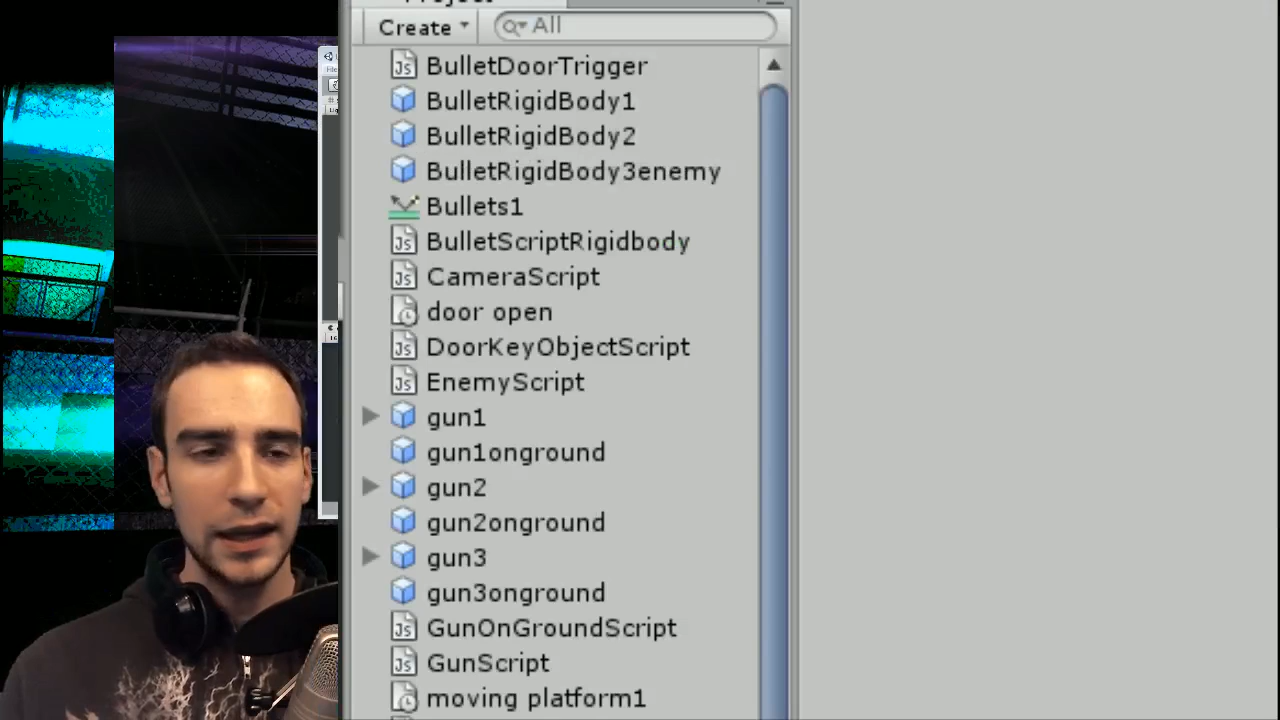 Project
Create
All
BulletDoorTrigger
BulletRigidBody1
BulletRigidBody2
BulletRigidBody3enemy
Bullets1
BulletScriptRigidbody
CameraScript
door open
DoorKeyObjectScript
EnemyScript
gun1
gun1onground
gun2
gun2onground
gun3
gun3onground
GunOnGroundScript
GunScript
moving platform1